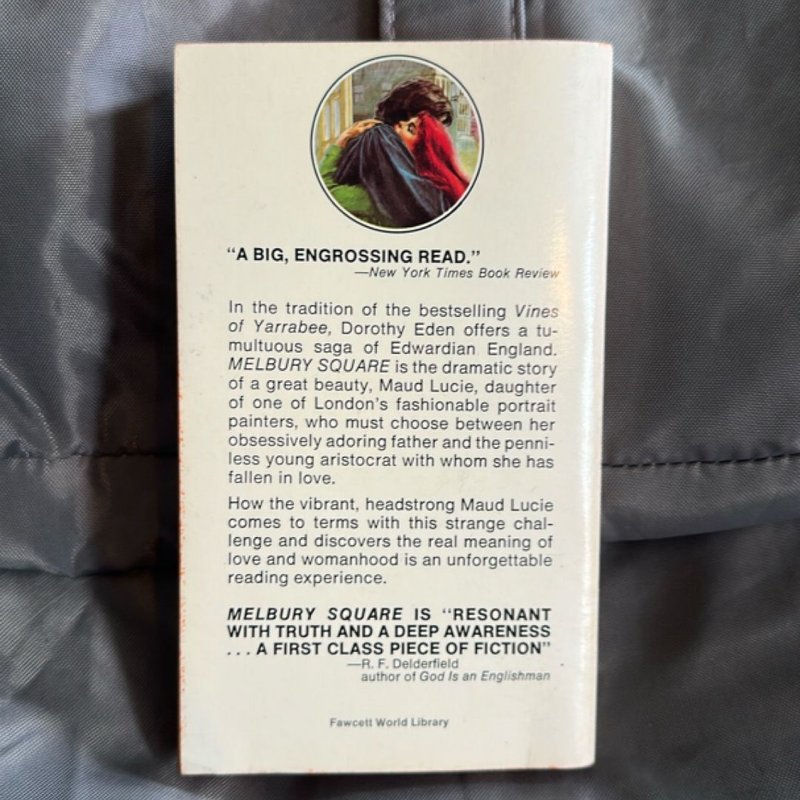 “A BIG, ENGROSSING READ.”
—New York Times Book Review
In the tradition of the bestselling Vines
of Yarrabee, Dorothy Eden offers a tu-
multuous saga of Edwardian England.
MELBURY SQUARE is the dramatic story
of a great beauty, Maud Lucie, daughter
of one of London's fashionable portrait
painters, who must choose between her
obsessively adoring father and the penni-
less young aristocrat with whom she has
fallen in love.
How the vibrant, headstrong Maud Lucie
comes to terms with this strange chal-
lenge and discovers the real meaning of
love and womanhood is an unforgettable
reading experience.
MELBURY SQUARE IS “RESONANT
WITH TRUTH AND A DEEP AWARENESS
. . . A FIRST CLASS PIECE OF FICTION”
—R. F. Delderfield
author of God Is an Englishman
Fawcett World Library